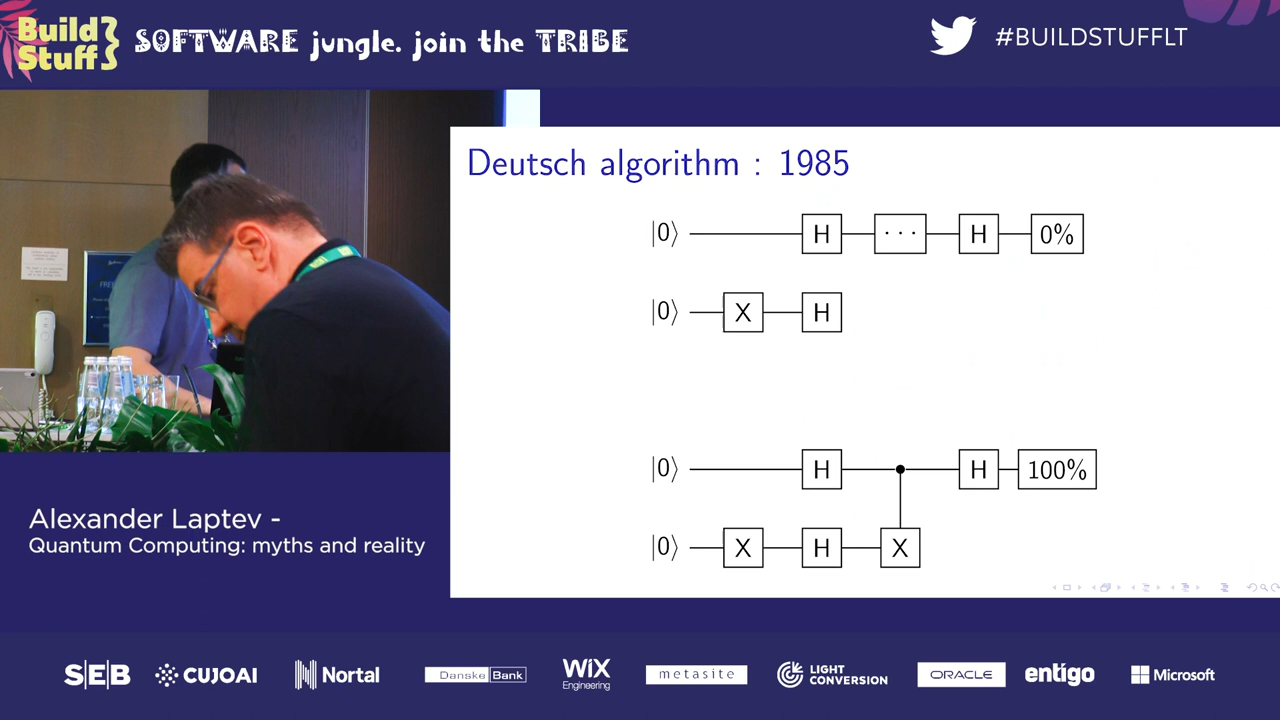 Build
Stuff
SOFTWARE jungle. join the TRIBE
#BUILDSTUFFLT
Deutsch algorithm : 1985
|0⟩ H ··· H 0%
|0⟩ X H
|0⟩ H H 100%
|0⟩ X H X
Alexander Laptev -
Quantum Computing: myths and reality
SEB CUJOAI Nortal Danske Bank WiX Engineering metasite LIGHT CONVERSION ORACLE entigo Microsoft